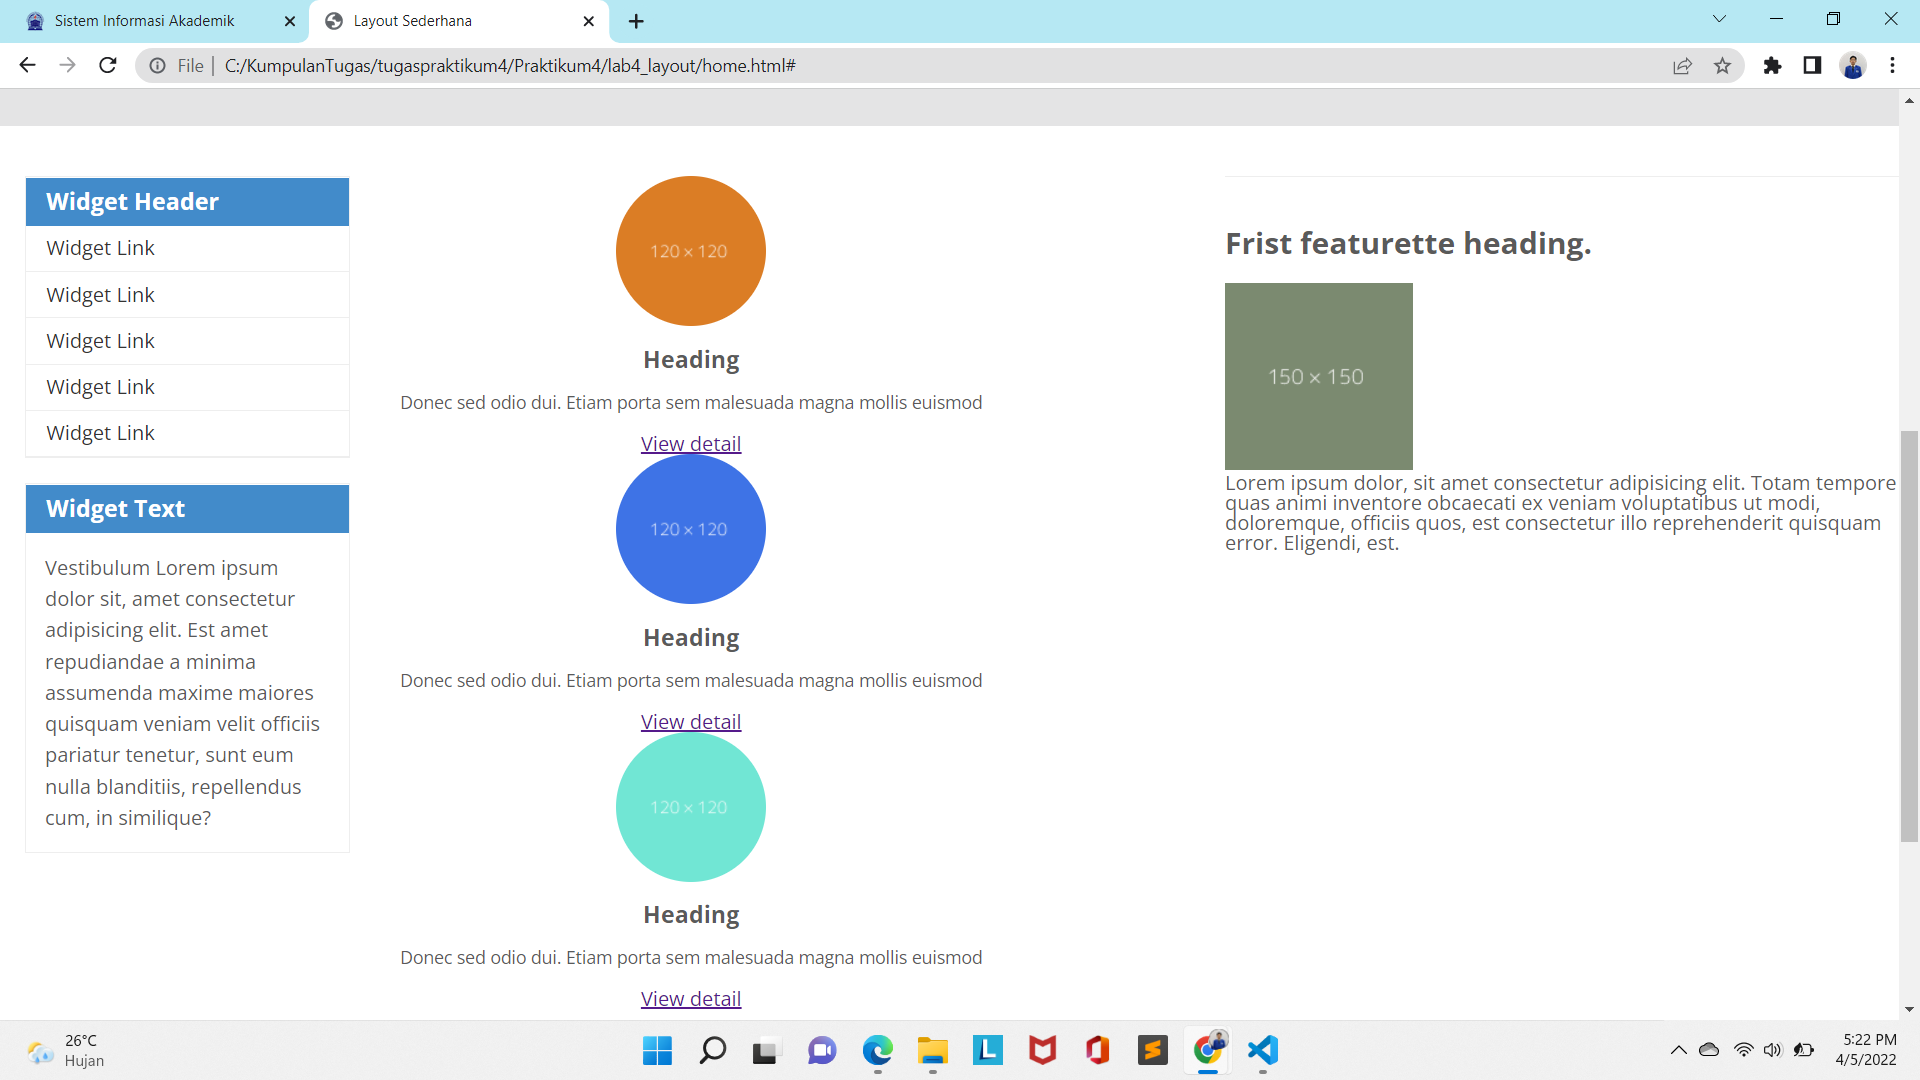 Sistem Informasi Akademik
Layout Sederhana
File
C:/KumpulanTugas/tugaspraktikum4/Praktikum4/lab4_layout/home.html#
Widget Header
Widget Link
Widget Link
Widget Link
Widget Link
Widget Link
Widget Text
Vestibulum Lorem ipsum
dolor sit, amet consectetur
adipisicing elit. Est amet
repudiandae a minima
assumenda maxime maiores
quisquam veniam velit officiis
pariatur tenetur, sunt eum
nulla blanditiis, repellendus
cum, in similique?
120 × 120
Heading
Donec sed odio dui. Etiam porta sem malesuada magna mollis euismod
View detail
120 × 120
Heading
Donec sed odio dui. Etiam porta sem malesuada magna mollis euismod
View detail
120 × 120
Heading
Donec sed odio dui. Etiam porta sem malesuada magna mollis euismod
View detail
Frist featurette heading.
150 × 150
Lorem ipsum dolor, sit amet consectetur adipisicing elit. Totam tempore
quas animi inventore obcaecati ex veniam voluptatibus ut modi,
doloremque, officiis quos, est consectetur illo reprehenderit quisquam
error. Eligendi, est.
26°C
Hujan
L
5:22 PM
4/5/2022